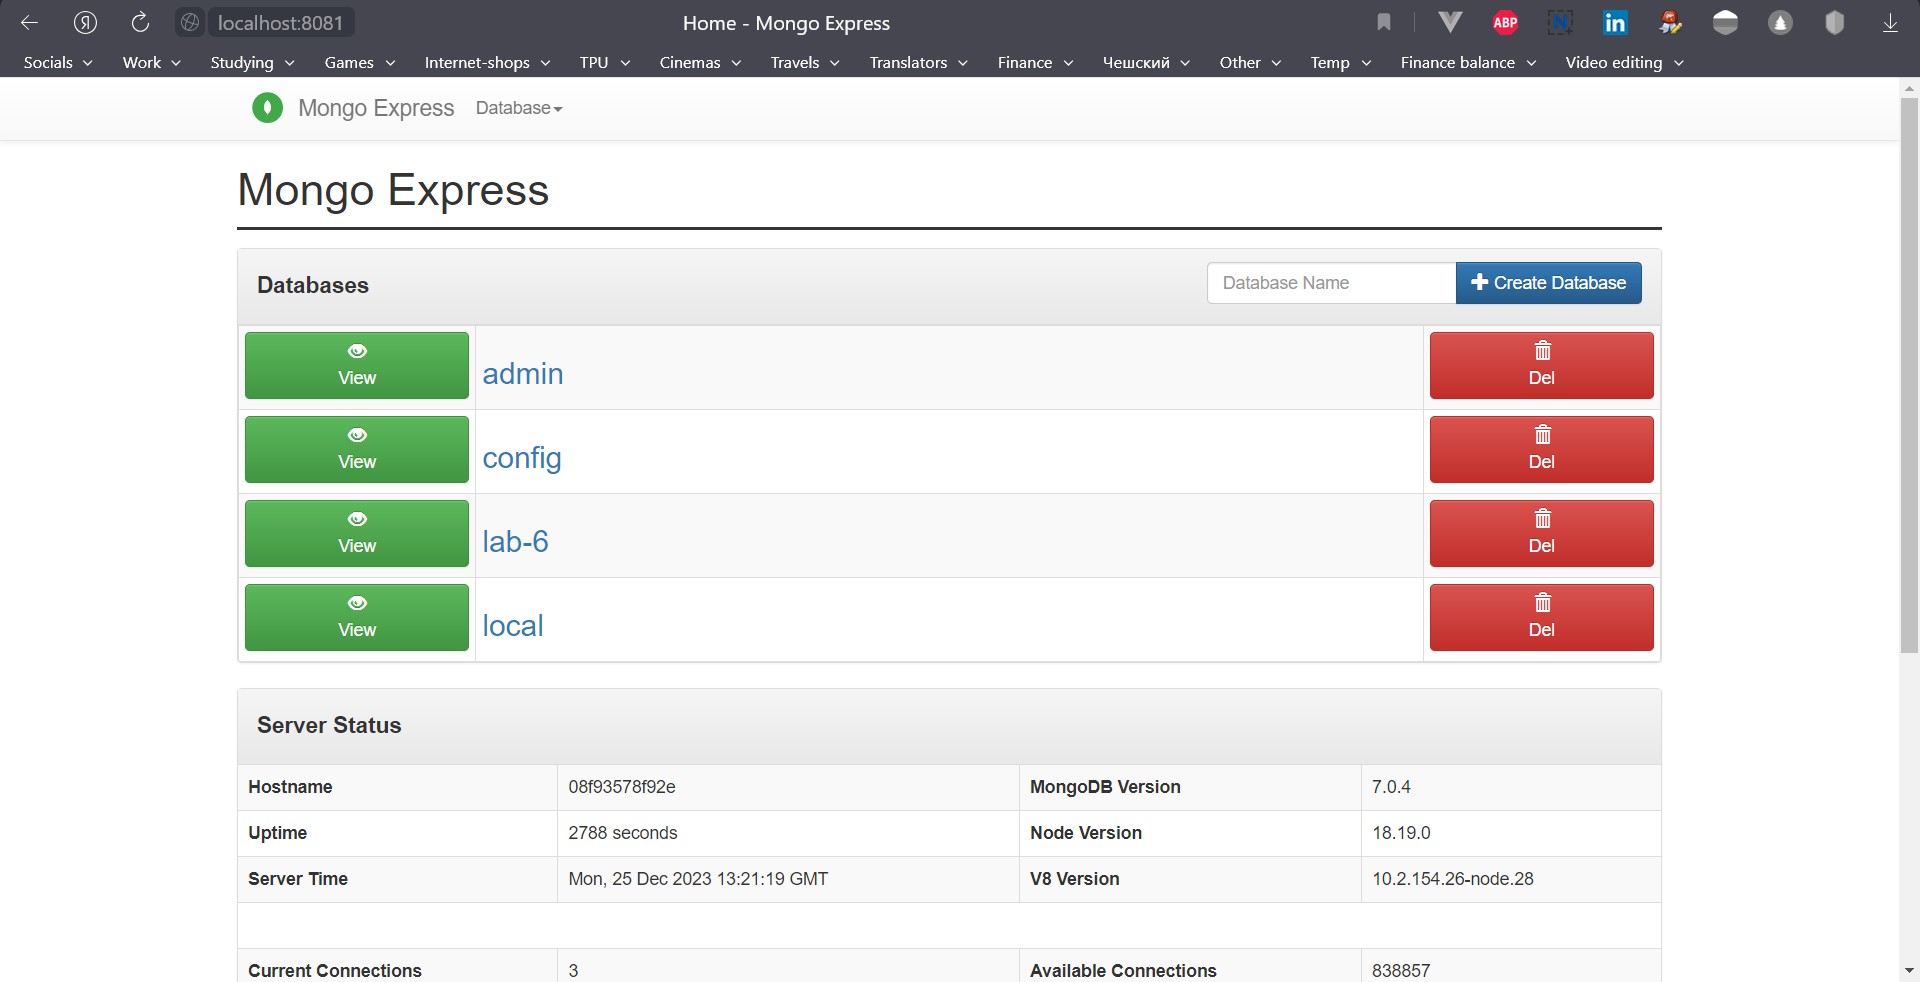 Я localhost:8081 Home - Mongo Express ABP N in
Socials Work Studying Games Internet-shops TPU Cinemas Travels Translators Finance Чешский Other Temp Finance balance Video editing
Mongo Express Database
Mongo Express
Databases Database Name Create Database
View admin Del
View config Del
View lab-6 Del
View local Del
Server Status
Hostname 08f93578f92e MongoDB Version 7.0.4
Uptime 2788 seconds Node Version 18.19.0
Server Time Mon, 25 Dec 2023 13:21:19 GMT V8 Version 10.2.154.26-node.28
Current Connections 3 Available Connections 838857